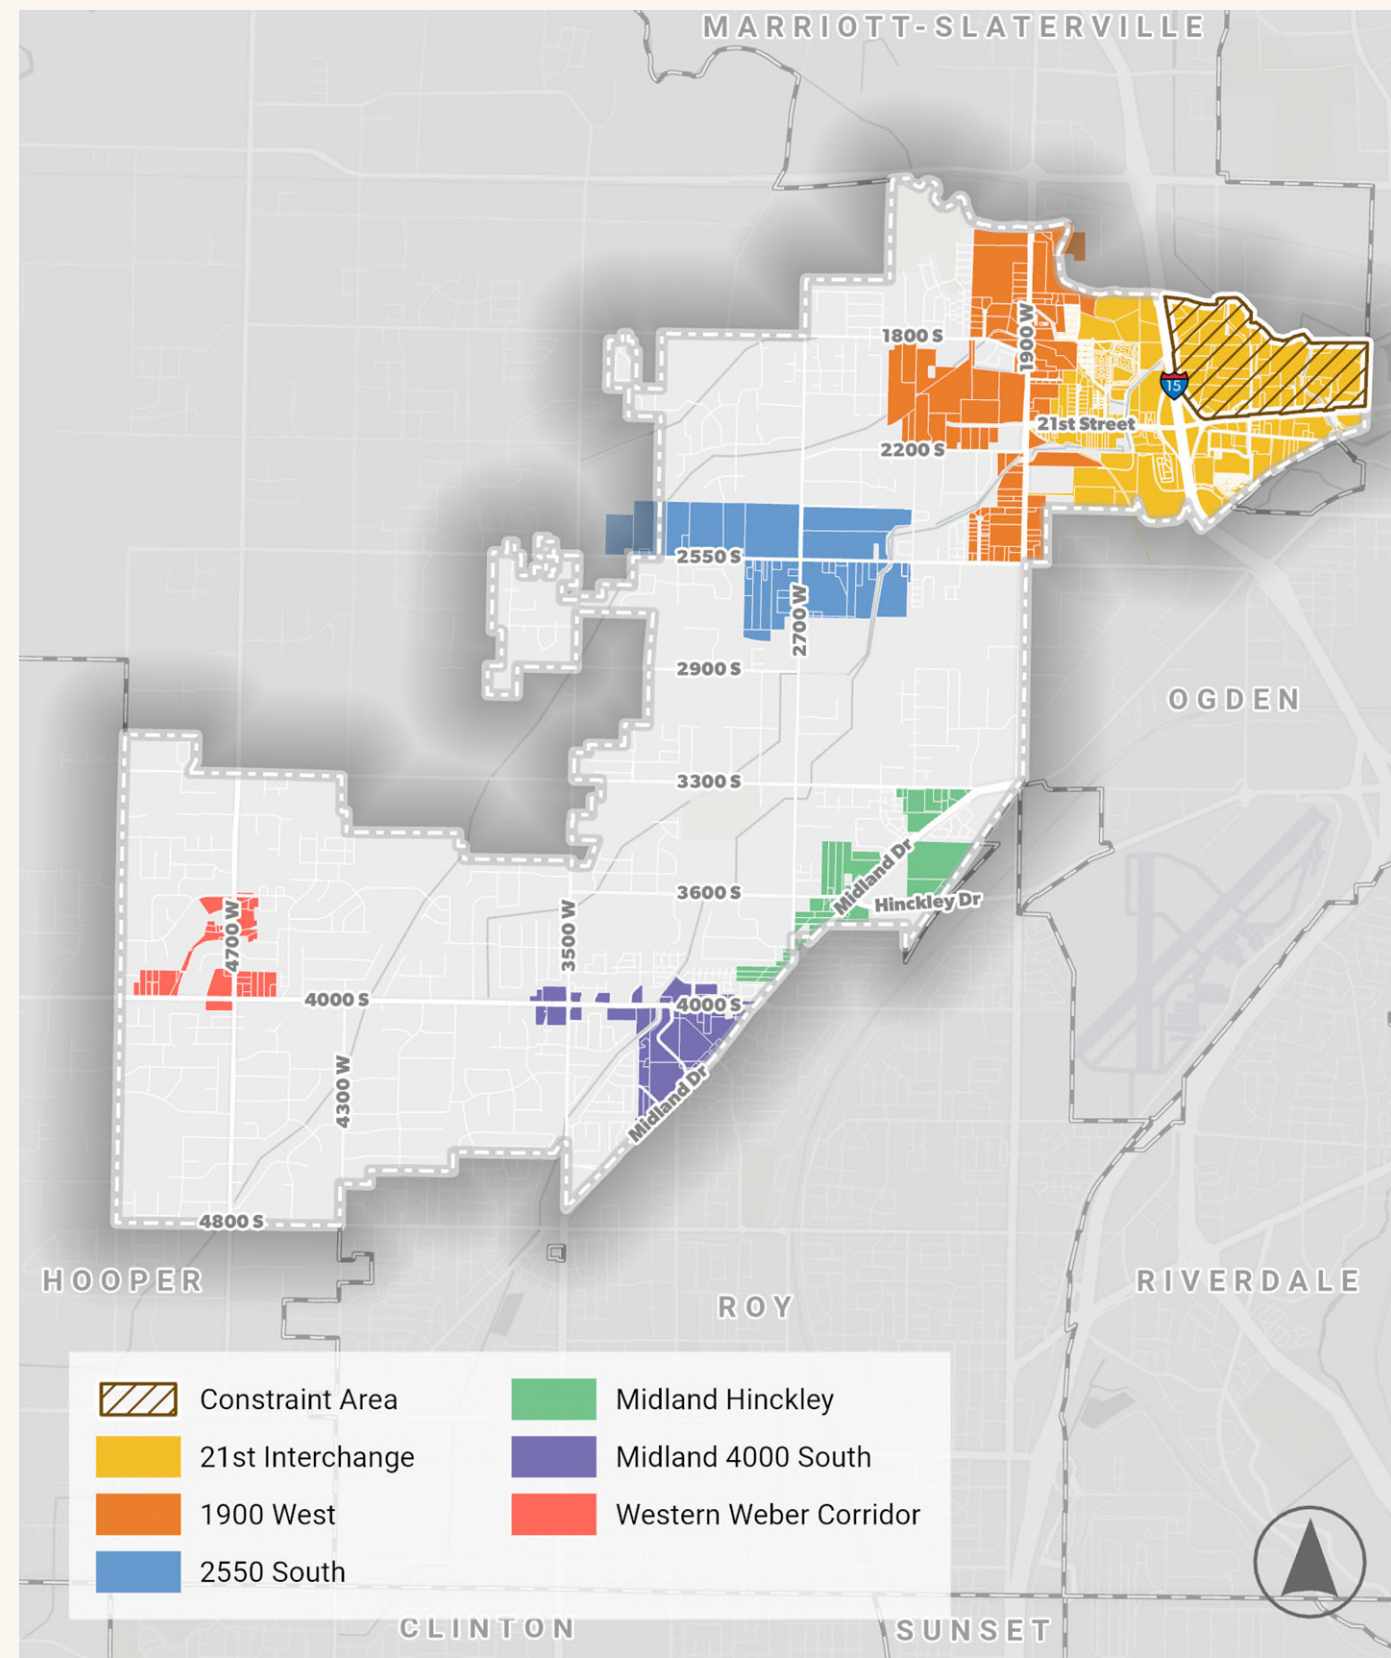 MARRIOTT-SLATERVILLE
1800 S
1900 W
15
21st Street
2200 S
2550 S
2700 W
2900 S
OGDEN
3300 S
Midland Dr
3600 S
Hinckley Dr
4700 W
3500 W
4000 S
4000 S
4300 W
Midland Dr
4800 S
HOOPER
ROY
RIVERDALE
Constraint Area
21st Interchange
1900 West
2550 South
Midland Hinckley
Midland 4000 South
Western Weber Corridor
CLINTON
SUNSET